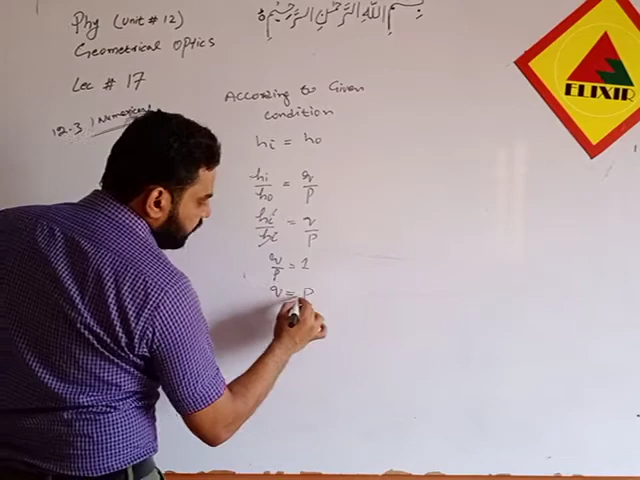 بِسْمِ اللّٰهِ الرَّحْمٰنِ الرَّحِيْمِ
Phy (Unit # 12)
Geometrical Optics
Lec # 17
12.3 ) Numericals
According to Given
condition
hi = ho
hi/ho = q/p
hi/hi = q/p
q/p = 1
q = p
ELIXIR